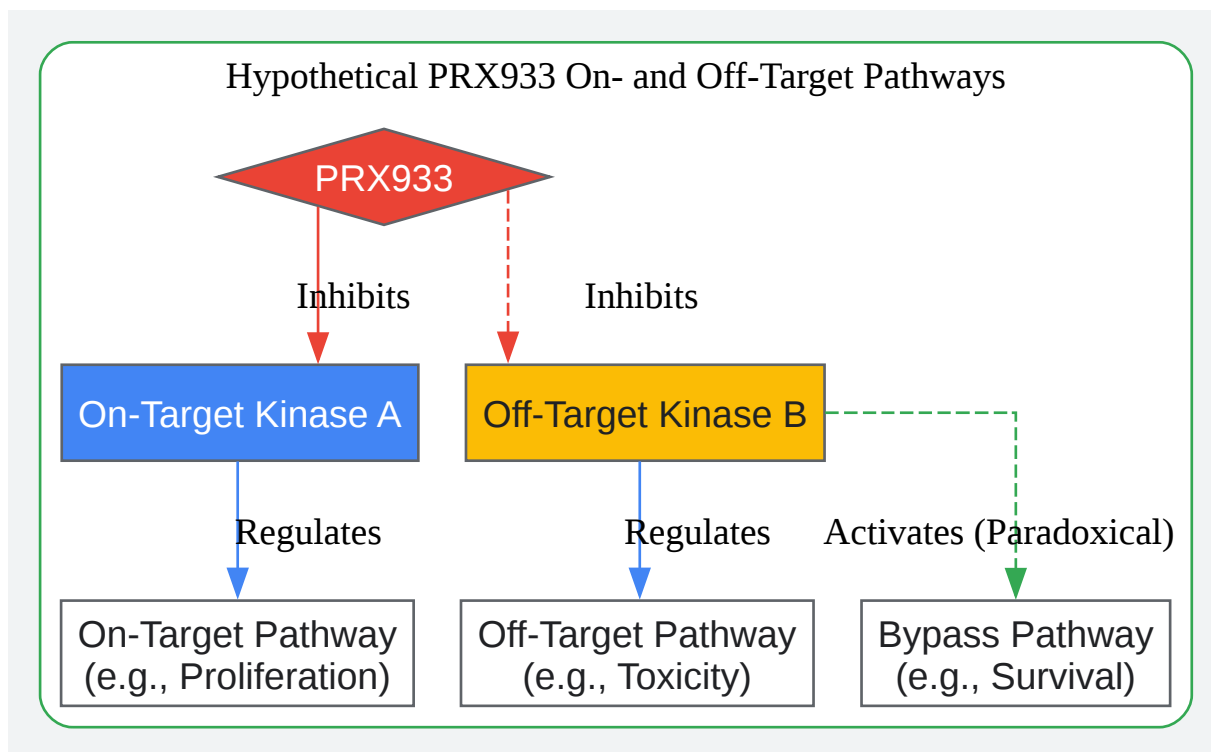 Hypothetical PRX933 On- and Off-Target Pathways
PRX933
Inhibits
Inhibits
On-Target Kinase A
Off-Target Kinase B
Regulates
Regulates
Activates (Paradoxical)
On-Target Pathway
(e.g., Proliferation)
Off-Target Pathway
(e.g., Toxicity)
Bypass Pathway
(e.g., Survival)